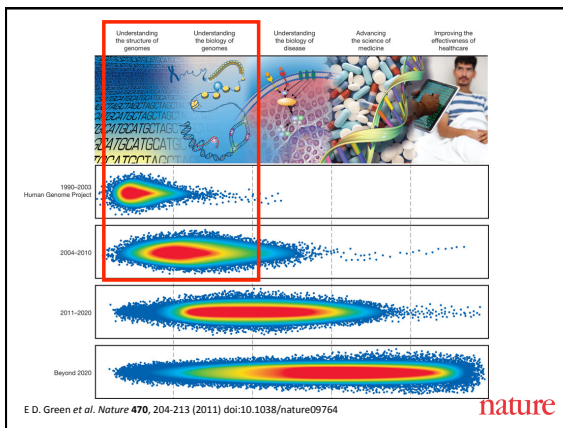 Understanding the structure of genomes
Understanding the biology of genomes
Understanding the biology of disease
Advancing the science of medicine
Improving the effectiveness of healthcare
1990–2003
Human Genome Project
2004–2010
2011–2020
Beyond 2020
E D. Green et al. Nature 470, 204-213 (2011) doi:10.1038/nature09764
nature